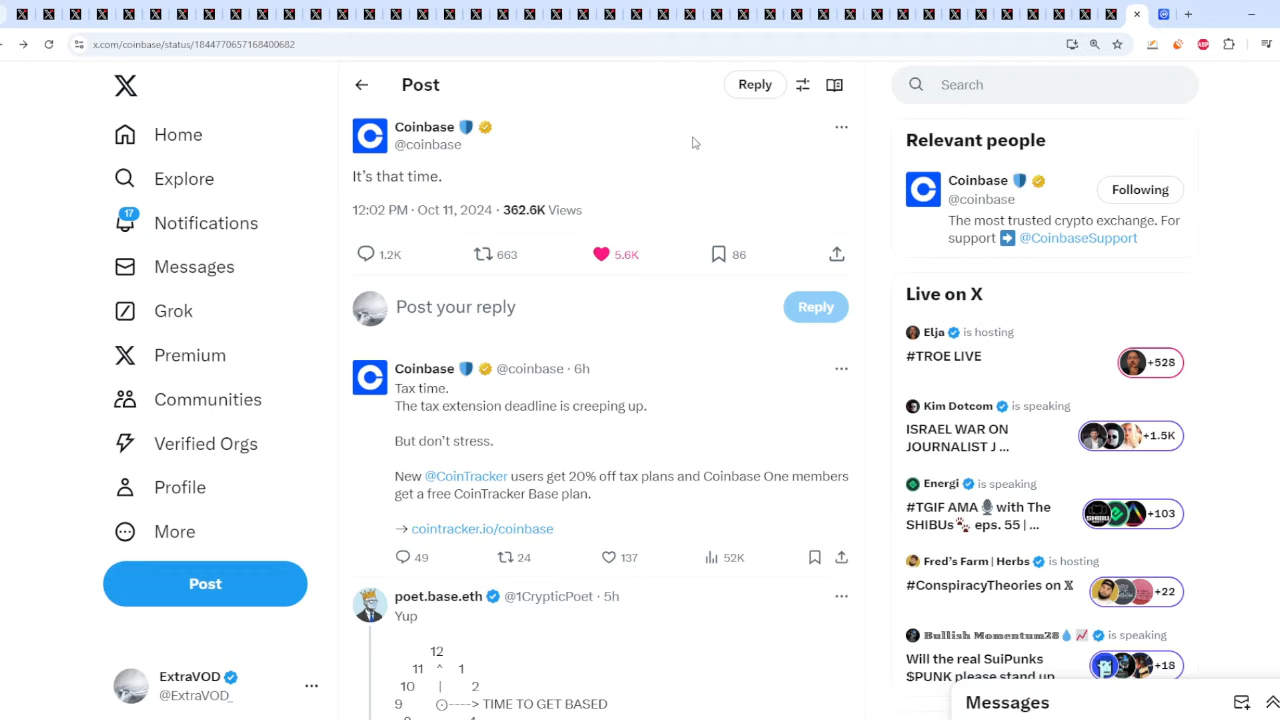 x.com/coinbase/status/1844770657168400682
ABP
Post
Reply
Search
Coinbase
@coinbase
It's that time.
12:02 PM · Oct 11, 2024 · 362.6K Views
1.2K
663
5.6K
86
Post your reply
Reply
Coinbase @coinbase · 6h
Tax time.
The tax extension deadline is creeping up.
But don't stress.
New @CoinTracker users get 20% off tax plans and Coinbase One members
get a free CoinTracker Base plan.
→ cointracker.io/coinbase
49
24
137
52K
poet.base.eth @1CrypticPoet · 5h
Yup
12
11 ^ 1
10 | 2
9 ⊙----> TIME TO GET BASED
Home
Explore
17
Notifications
Messages
Grok
Premium
Communities
Verified Orgs
Profile
More
Post
ExtraVOD
@ExtraVOD_
Relevant people
Coinbase
@coinbase
Following
The most trusted crypto exchange. For
support ➡️ @CoinbaseSupport
Live on X
Elja is hosting
#TROE LIVE
+528
Kim Dotcom is speaking
ISRAEL WAR ON
JOURNALIST J ...
+1.5K
Energi is speaking
#TGIF AMA🎙️with The
SHIBUs🐾 eps. 55 | ...
+103
Fred's Farm | Herbs is hosting
#ConspiracyTheories on 𝕏
+22
𝔹𝕦𝕝𝕝𝕚𝕤𝕙 𝕄𝕠𝕞𝕖𝕟𝕥𝕦𝕞𝟚𝟠💧 📈 is speaking
Will the real SuiPunks
SPUNK please stand up
+18
Messages